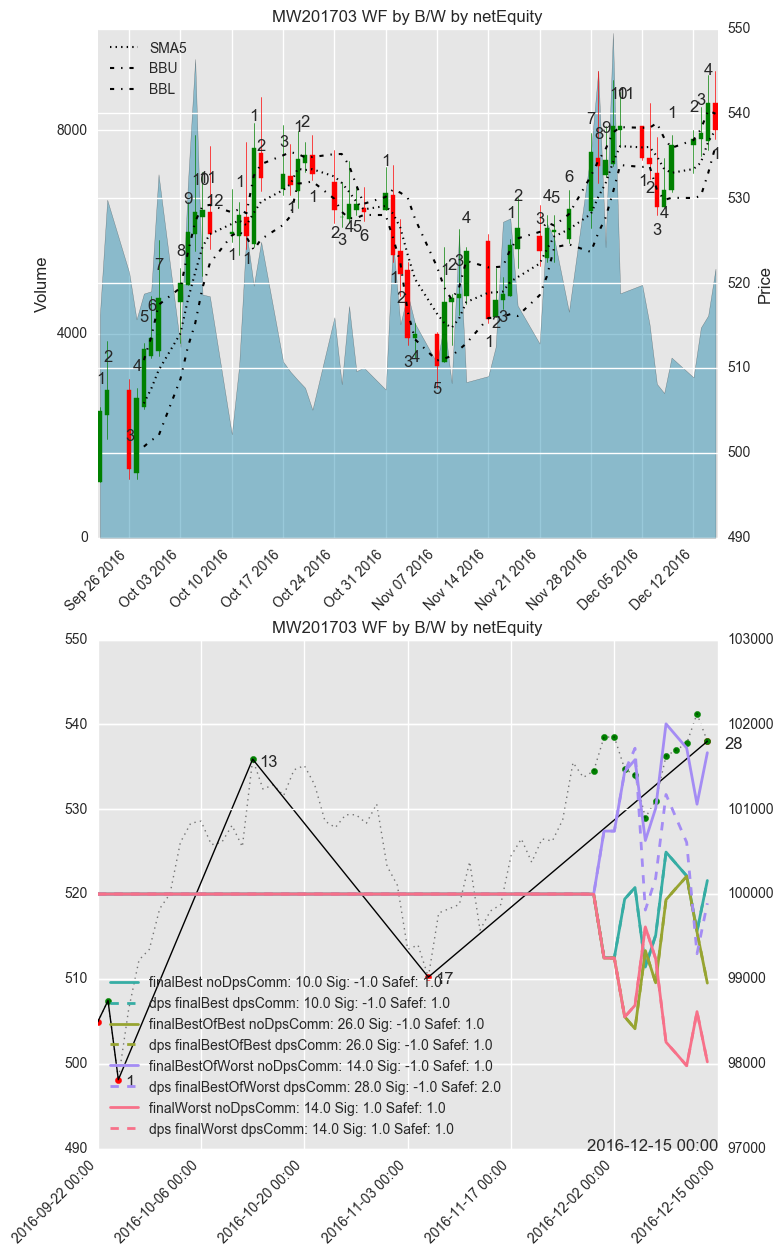 MW201703 WF by B/W by netEquity
SMA5
BBU
BBL
Volume
8000
4000
0
Price
550
540
530
520
510
500
490
Sep 26 2016
Oct 03 2016
Oct 10 2016
Oct 17 2016
Oct 24 2016
Oct 31 2016
Nov 07 2016
Nov 14 2016
Nov 21 2016
Nov 28 2016
Dec 05 2016
Dec 12 2016
MW201703 WF by B/W by netEquity
550
540
530
520
510
500
490
103000
102000
101000
100000
99000
98000
97000
13
28
17
1
finalBest noDpsComm: 10.0 Sig: -1.0 Safef: 1.0
dps finalBest dpsComm: 10.0 Sig: -1.0 Safef: 1.0
finalBestOfBest noDpsComm: 26.0 Sig: -1.0 Safef: 1.0
dps finalBestOfBest dpsComm: 26.0 Sig: -1.0 Safef: 1.0
finalBestOfWorst noDpsComm: 14.0 Sig: -1.0 Safef: 1.0
dps finalBestOfWorst dpsComm: 28.0 Sig: -1.0 Safef: 2.0
finalWorst noDpsComm: 14.0 Sig: 1.0 Safef: 1.0
dps finalWorst dpsComm: 14.0 Sig: 1.0 Safef: 1.0
2016-12-15 00:00
2016-09-22 00:00
2016-10-06 00:00
2016-10-20 00:00
2016-11-03 00:00
2016-11-17 00:00
2016-12-02 00:00
2016-12-15 00:00